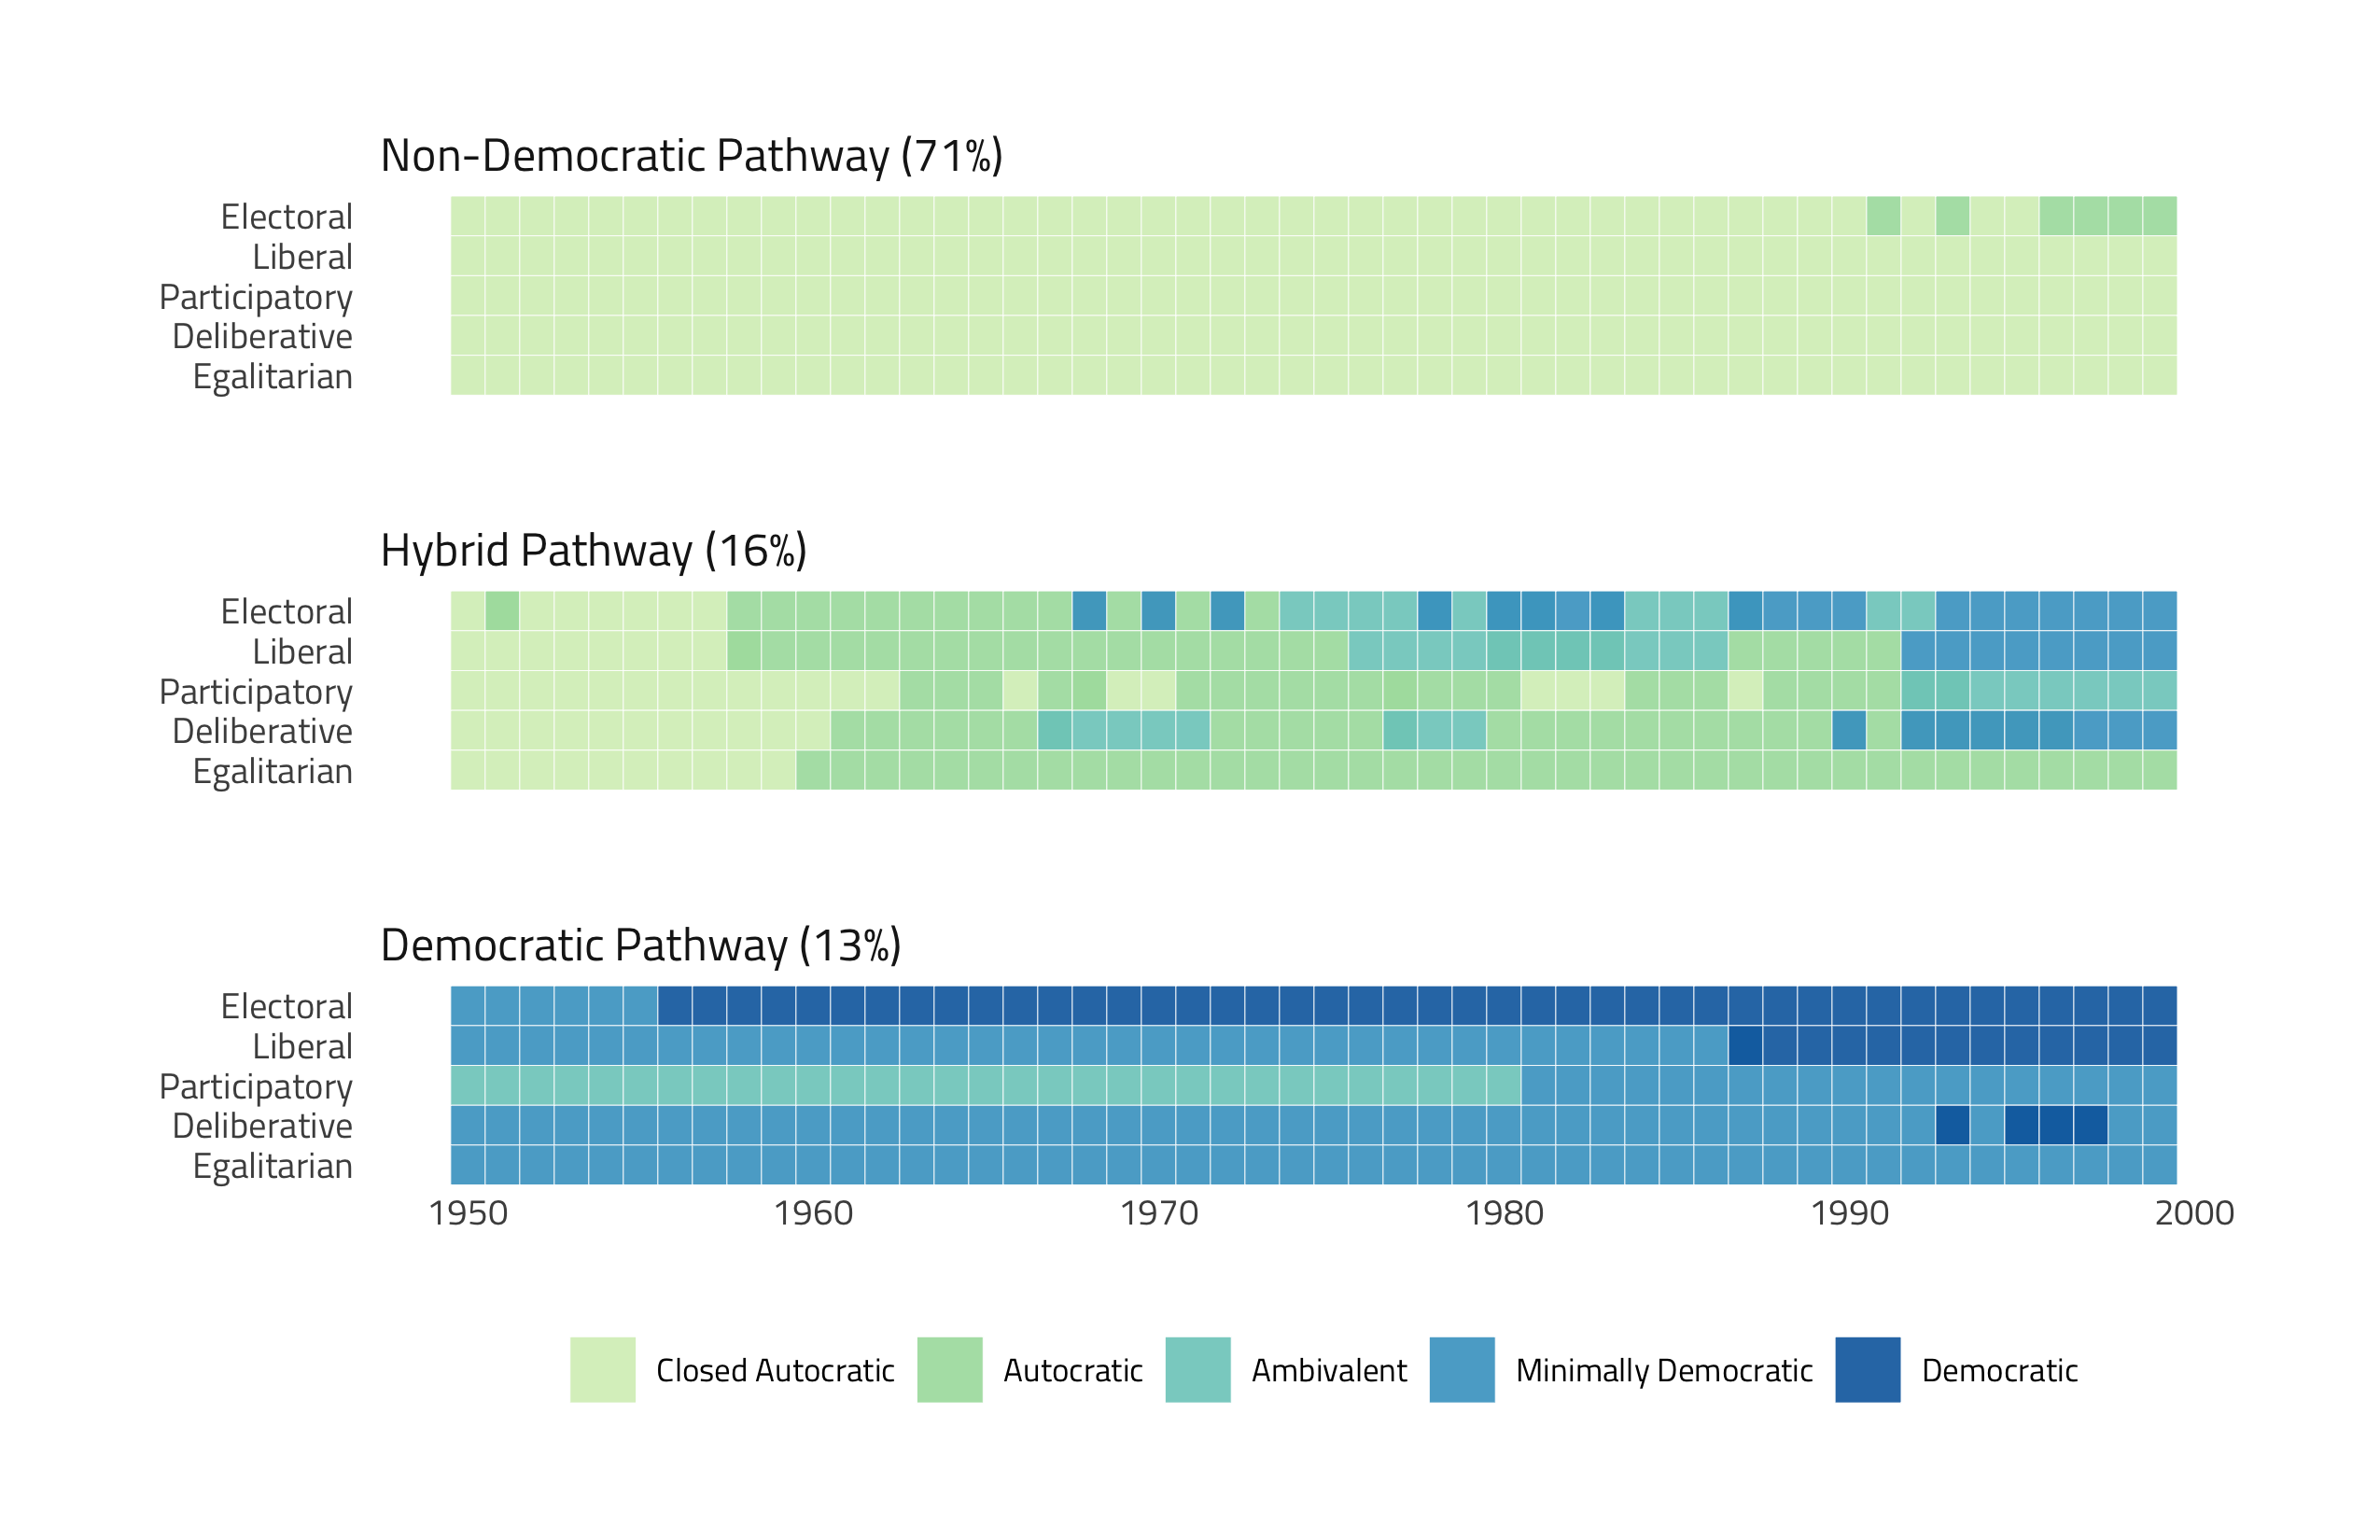 Non-Democratic Pathway (71%)
Electoral
Liberal
Participatory
Deliberative
Egalitarian
Hybrid Pathway (16%)
Electoral
Liberal
Participatory
Deliberative
Egalitarian
Democratic Pathway (13%)
Electoral
Liberal
Participatory
Deliberative
Egalitarian
1950 1960 1970 1980 1990 2000
Closed Autocratic Autocratic Ambivalent Minimally Democratic Democratic